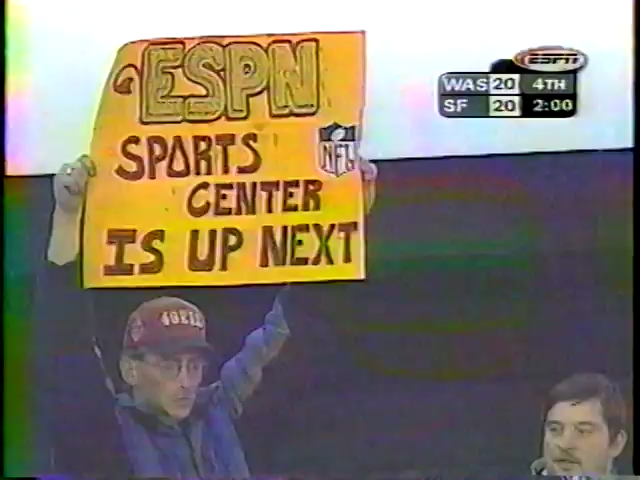 ESPN
SPORTS
NFL
CENTER
IS UP NEXT
ESPN
WAS 20 4TH
SF 20 2:00
49ERS